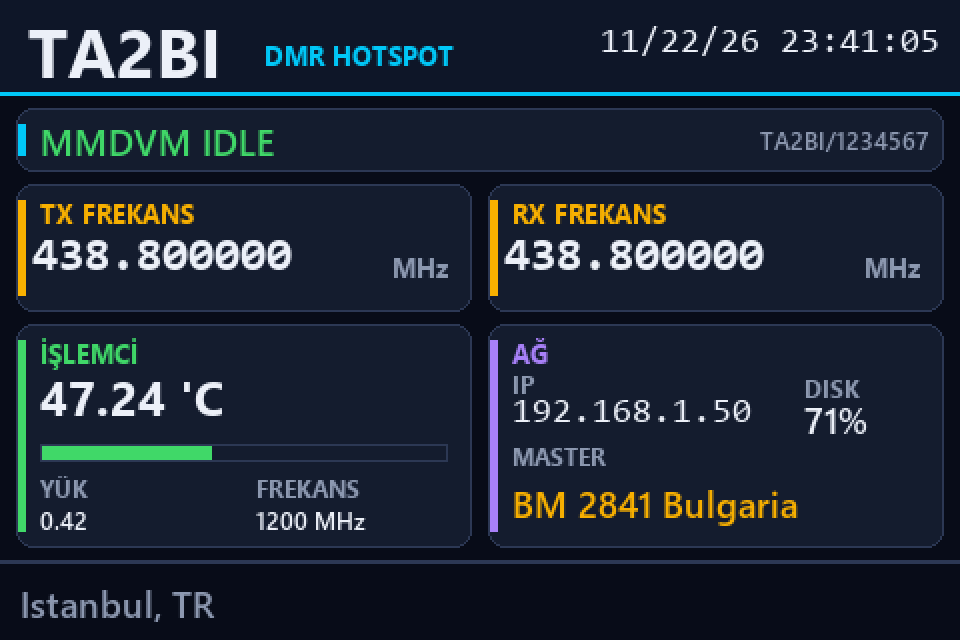 TA2BI DMR HOTSPOT 11/22/26 23:41:05
MMDVM IDLE TA2BI/1234567
TX FREKANS
438.800000 MHz
RX FREKANS
438.800000 MHz
İŞLEMCİ
47.24 'C
YÜK FREKANS
0.42 1200 MHz
AĞ
IP
192.168.1.50
DISK
71%
MASTER
BM 2841 Bulgaria
Istanbul, TR